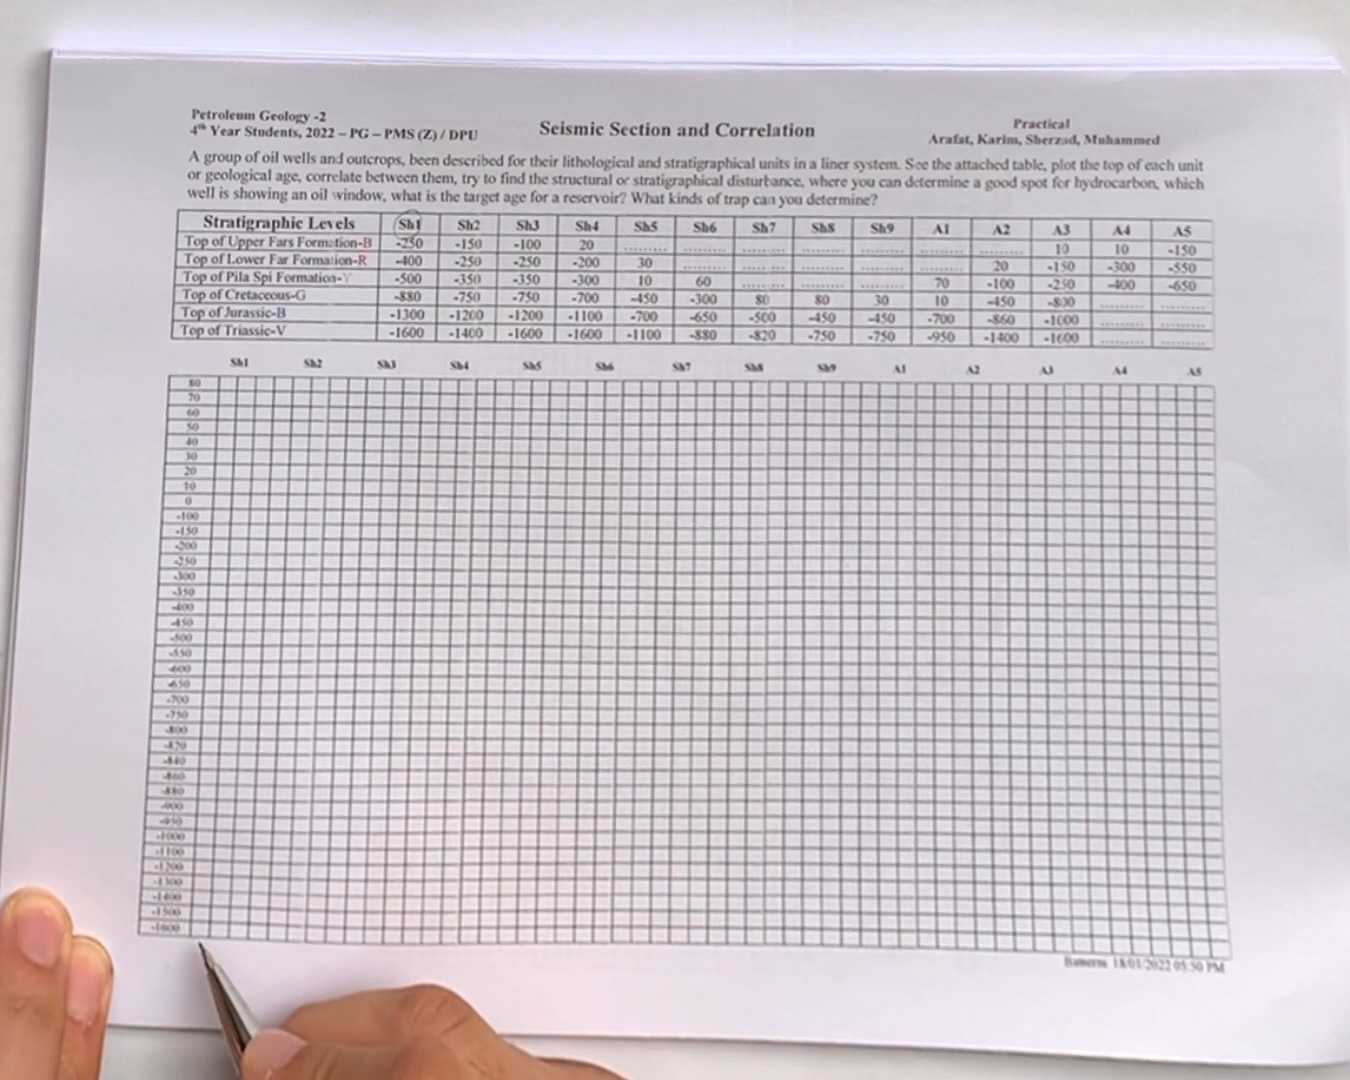 Petroleum Geology -2
4th Year Students, 2022 – PG – PMS (Z) / DPU
Seismic Section and Correlation
Practical
Arafat, Karim, Sherzad, Muhammed
A group of oil wells and outcrops, been described for their lithological and stratigraphical units in a liner system. See the attached table, plot the top of each unit
or geological age, correlate between them, try to find the structural or stratigraphical disturbance, where you can determine a good spot for hydrocarbon, which
well is showing an oil window, what is the target age for a reservoir? What kinds of trap can you determine?
Stratigraphic Levels Sh1 Sh2 Sh3 Sh4 Sh5 Sh6 Sh7 Sh8 Sh9 A1 A2 A3 A4 A5
Top of Upper Fars Formation-B -250 -150 -100 20 ......... ......... ......... ......... ......... ......... ......... 10 10 -150
Top of Lower Far Formation-R -400 -250 -250 -200 30 ......... ......... ......... ......... ......... 20 -150 -300 -550
Top of Pila Spi Formation-Y -500 -350 -350 -300 10 60 ......... ......... ......... 70 -100 -250 -400 -650
Top of Cretaceous-G -880 -750 -750 -700 -450 -300 80 80 30 10 -450 -800 ......... .........
Top of Jurassic-B -1300 -1200 -1200 -1100 -700 -650 -500 -450 -450 -700 -860 -1000 ......... .........
Top of Triassic-V -1600 -1400 -1600 -1600 -1100 -880 -820 -750 -750 -950 -1400 -1600 ......... .........
Sh1 Sh2 Sh3 Sh4 Sh5 Sh6 Sh7 Sh8 Sh9 A1 A2 A3 A4 A5
80
70
60
50
40
30
20
10
0
-100
-150
-200
-250
-300
-350
-400
-450
-500
-550
-600
-650
-700
-750
-800
-820
-840
-860
-880
-900
-950
-1000
-1100
-1200
-1300
-1400
-1500
-1600
18/01/2022 05:50 PM